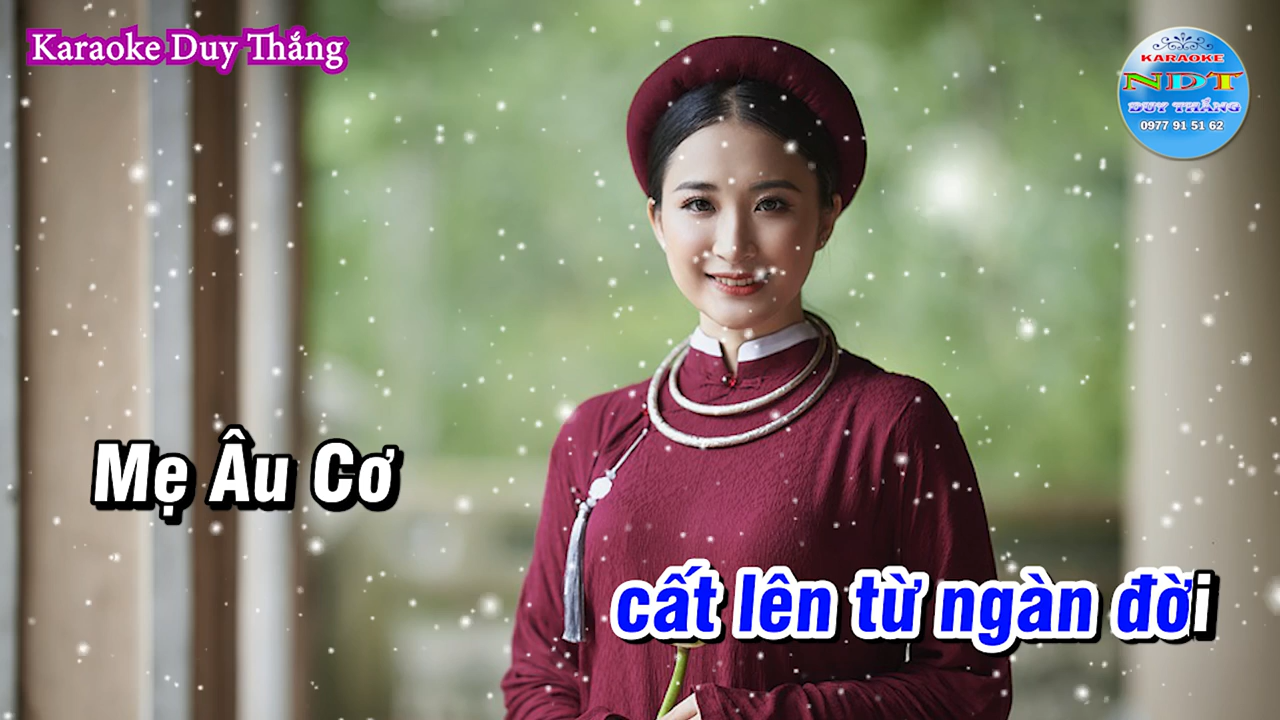 Karaoke Duy Thắng
KARAOKE
NDT
DUY THẮNG
0977 91 51 62
Mẹ Âu Cơ
cất lên từ ngàn đời